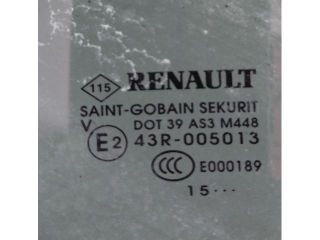 115 RENAULT
SAINT-GOBAIN SEKURIT
V DOT 39 AS3 M448
E2 43R-005013
CCC E000189
15...